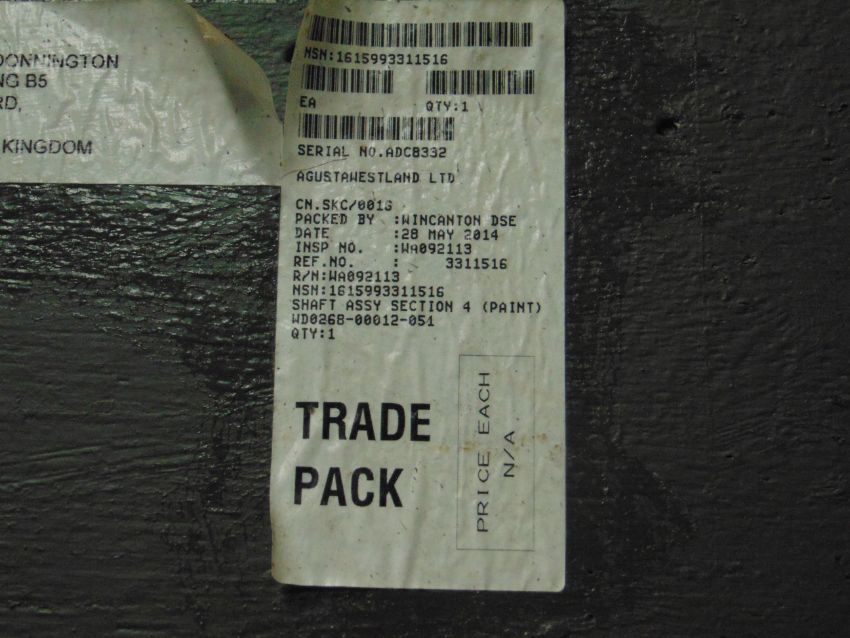 DONNINGTON
NG B5
RD,
KINGDOM
NSN:1615993311516
EA QTY:1
SERIAL NO.ADC8332
AGUSTAWESTLAND LTD
CN.SKC/0016
PACKED BY :WINCANTON DSE
DATE :28 MAY 2014
INSP NO. :WA092113
REF.NO. : 3311516
R/N:WA092113
NSN:1615993311516
SHAFT ASSY SECTION 4 (PAINT)
WD0268-00012-051
QTY:1
TRADE
PACK
PRICE EACH
N/A